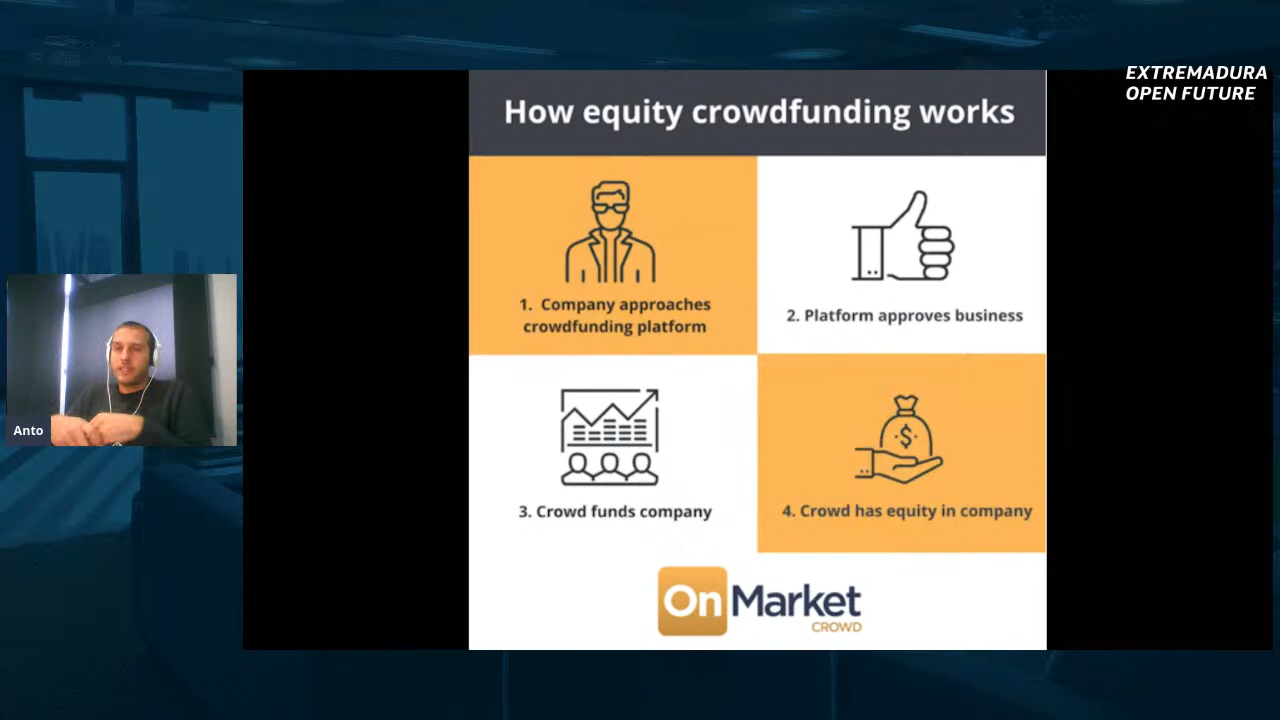 EXTREMADURA
OPEN FUTURE
How equity crowdfunding works
1. Company approaches
crowdfunding platform
2. Platform approves business
3. Crowd funds company
4. Crowd has equity in company
On Market
CROWD
Anto